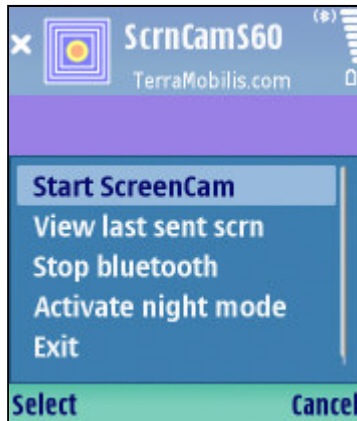 ScrnCamS60
TerraMobilis.com
Start ScreenCam
View last sent scrn
Stop bluetooth
Activate night mode
Exit
Select Cancel